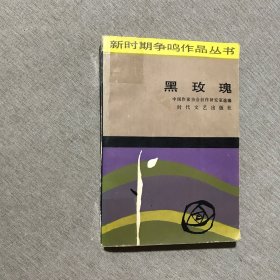 新时期争鸣作品丛书
黑玫瑰
中国作家协会创作研究室选编
时代文艺出版社